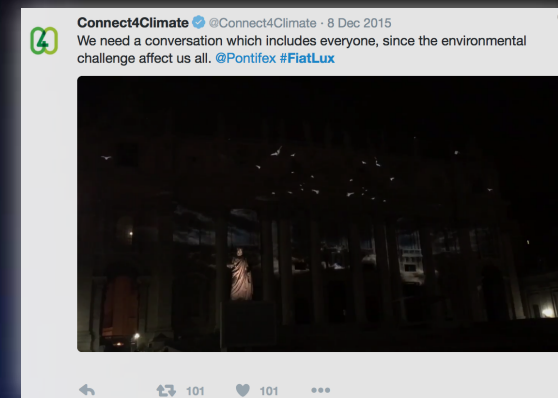 Connect4Climate @Connect4Climate · 8 Dec 2015
4
We need a conversation which includes everyone, since the environmental
challenge affect us all. @Pontifex #FiatLux
101 101